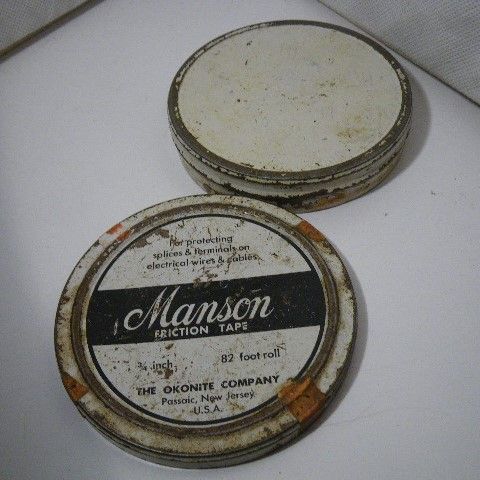 For protecting
splices & terminals on
electrical wires & cables.
Manson
FRICTION TAPE
¾ inch 82 foot roll
THE OKONITE COMPANY
Passaic, New Jersey
U.S.A.